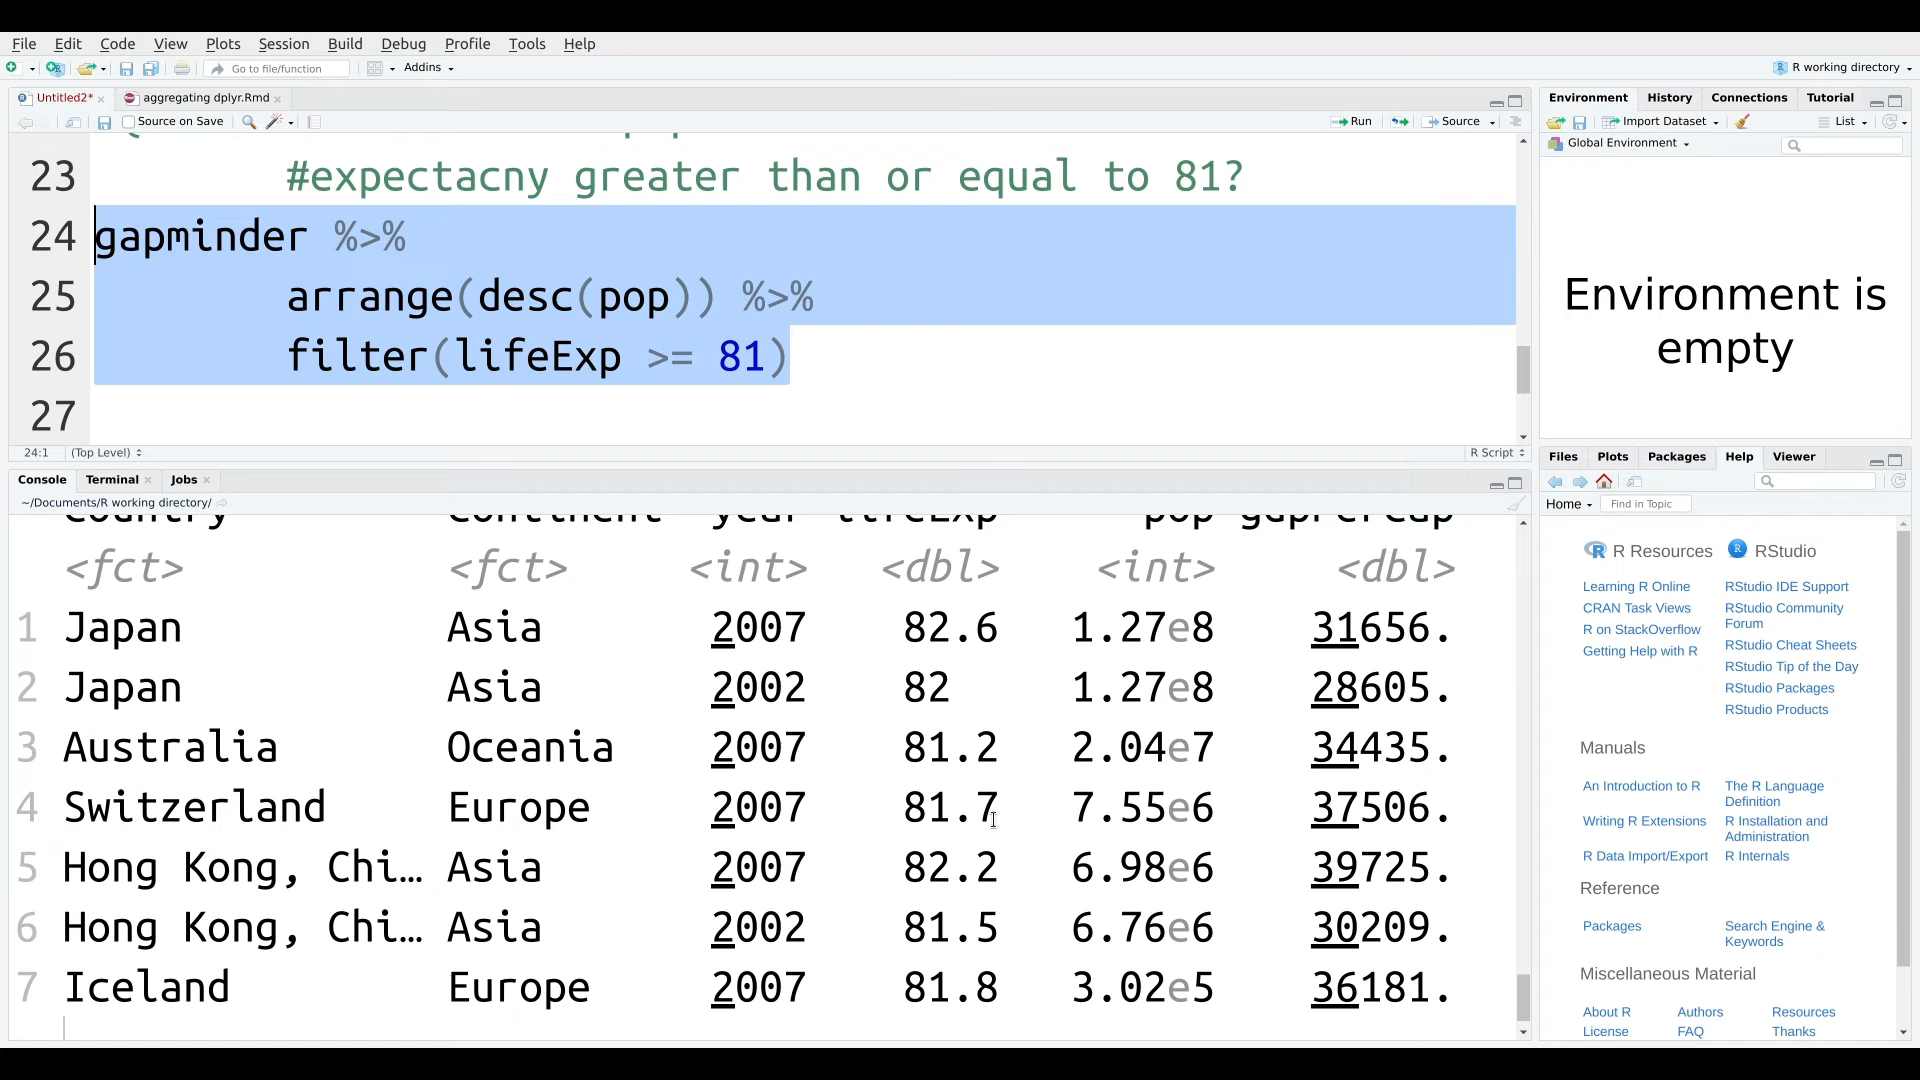 File Edit Code View Plots Session Build Debug Profile Tools Help
Go to file/function Addins R working directory
Untitled2* aggregating dplyr.Rmd
Source on Save Run Source
23 #expectacny greater than or equal to 81?
24 gapminder %>%
25 arrange(desc(pop)) %>%
26 filter(lifeExp >= 81)
27
24:1 (Top Level) R Script
Console Terminal Jobs
~/Documents/R working directory/
country continent year lifeExp pop gdpPercap
<fct> <fct> <int> <dbl> <int> <dbl>
1 Japan Asia 2007 82.6 1.27e8 31656.
2 Japan Asia 2002 82 1.27e8 28605.
3 Australia Oceania 2007 81.2 2.04e7 34435.
4 Switzerland Europe 2007 81.7 7.55e6 37506.
5 Hong Kong, Chi… Asia 2007 82.2 6.98e6 39725.
6 Hong Kong, Chi… Asia 2002 81.5 6.76e6 30209.
7 Iceland Europe 2007 81.8 3.02e5 36181.
Environment History Connections Tutorial
Import Dataset List
Global Environment
Environment is
empty
Files Plots Packages Help Viewer
Home Find in Topic
R Resources RStudio
Learning R Online RStudio IDE Support
CRAN Task Views RStudio Community
Forum
R on StackOverflow RStudio Cheat Sheets
Getting Help with R RStudio Tip of the Day
RStudio Packages
RStudio Products
Manuals
An Introduction to R The R Language
Definition
Writing R Extensions R Installation and
Administration
R Data Import/Export R Internals
Reference
Packages Search Engine &
Keywords
Miscellaneous Material
About R Authors Resources
License FAQ Thanks